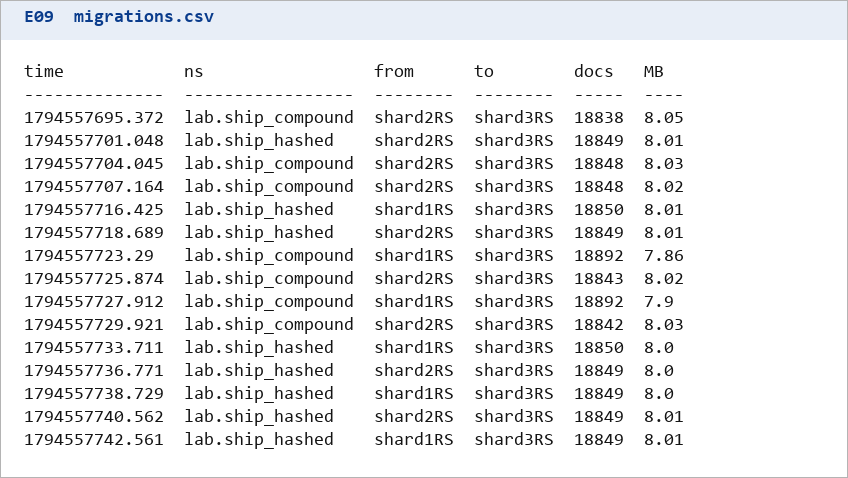 E09  migrations.csv
time            ns                 from      to        docs   MB
--------------  -----------------  --------  --------  -----  ----
1794557695.372  lab.ship_compound  shard2RS  shard3RS  18838  8.05
1794557701.048  lab.ship_hashed    shard2RS  shard3RS  18849  8.01
1794557704.045  lab.ship_compound  shard2RS  shard3RS  18848  8.03
1794557707.164  lab.ship_compound  shard2RS  shard3RS  18848  8.02
1794557716.425  lab.ship_hashed    shard1RS  shard3RS  18850  8.01
1794557718.689  lab.ship_hashed    shard2RS  shard3RS  18849  8.01
1794557723.29   lab.ship_compound  shard1RS  shard3RS  18892  7.86
1794557725.874  lab.ship_compound  shard2RS  shard3RS  18843  8.02
1794557727.912  lab.ship_compound  shard1RS  shard3RS  18892  7.9
1794557729.921  lab.ship_compound  shard2RS  shard3RS  18842  8.03
1794557733.711  lab.ship_hashed    shard1RS  shard3RS  18850  8.0
1794557736.771  lab.ship_hashed    shard2RS  shard3RS  18849  8.0
1794557738.729  lab.ship_hashed    shard1RS  shard3RS  18849  8.0
1794557740.562  lab.ship_hashed    shard2RS  shard3RS  18849  8.01
1794557742.561  lab.ship_hashed    shard1RS  shard3RS  18849  8.01